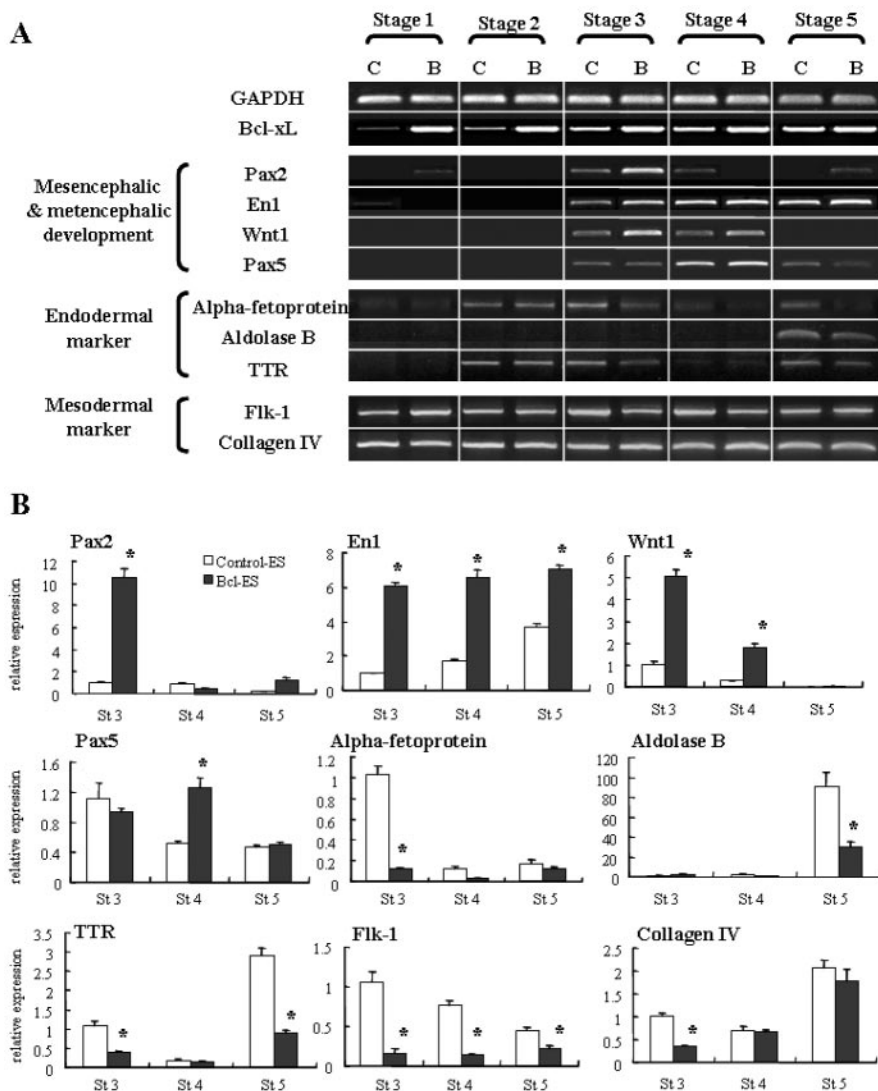 A
Stage 1 Stage 2 Stage 3 Stage 4 Stage 5
C B C B C B C B C B
GAPDH
Bcl-xL
Mesencephalic
& metencephalic
development
Pax2
En1
Wnt1
Pax5
Endodermal
marker
Alpha-fetoprotein
Aldolase B
TTR
Mesodermal
marker
Flk-1
Collagen IV
B
Pax2
relative expression
12
10
8
6
4
2
0
St 3 St 4 St 5
*
Control-ES
Bcl-ES
En1
8
6
4
2
0
St 3 St 4 St 5
* * *
Wnt1
6
5
4
3
2
1
0
St 3 St 4 St 5
* *
Pax5
relative expression
1.6
1.2
0.8
0.4
0
St 3 St 4 St 5
*
Alpha-fetoprotein
1.2
1
0.8
0.6
0.4
0.2
0
St 3 St 4 St 5
*
Aldolase B
120
100
80
60
40
20
0
St 3 St 4 St 5
*
TTR
relative expression
3.5
3
2.5
2
1.5
1
0.5
0
St 3 St 4 St 5
* *
Flk-1
1.5
1
0.5
0
St 3 St 4 St 5
* * *
Collagen IV
2.5
2
1.5
1
0.5
0
St 3 St 4 St 5
*